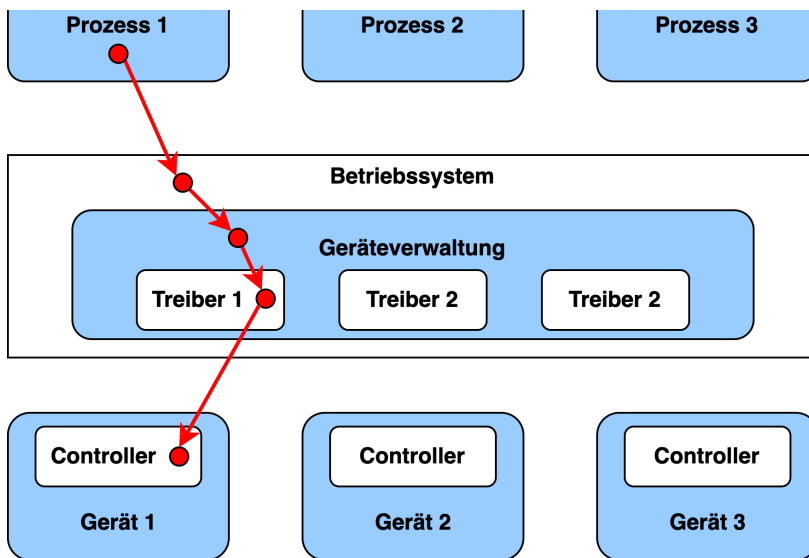 Prozess 1
Prozess 2
Prozess 3
Betriebssystem
Geräteverwaltung
Treiber 1
Treiber 2
Treiber 2
Controller
Controller
Controller
Gerät 1
Gerät 2
Gerät 3